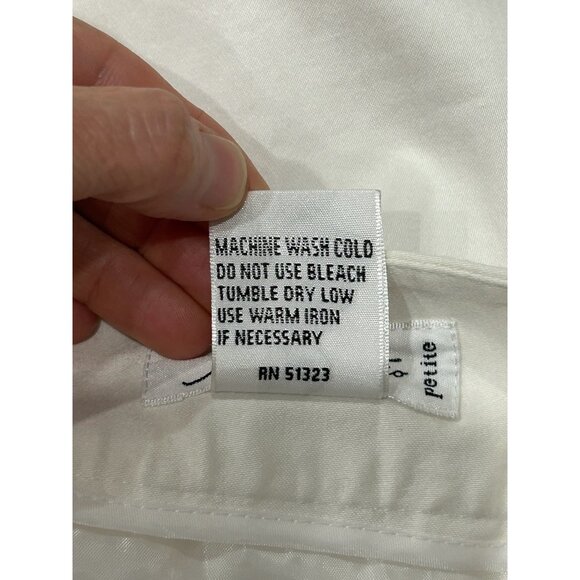 MACHINE WASH COLD
DO NOT USE BLEACH
TUMBLE DRY LOW
USE WARM IRON
IF NECESSARY
RN 51323
petite